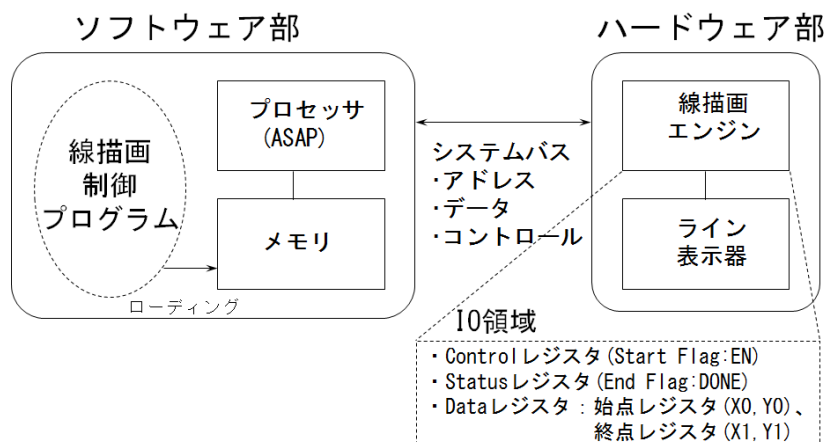 ソフトウェア部
ハードウェア部
プロセッサ
(ASAP)
線描画
制御
プログラム
メモリ
ローディング
システムバス
・アドレス
・データ
・コントロール
線描画
エンジン
ライン
表示器
IO領域
・Controlレジスタ(Start Flag:EN)
・Statusレジスタ(End Flag:DONE)
・Dataレジスタ：始点レジスタ(X0,Y0)、
終点レジスタ(X1,Y1)